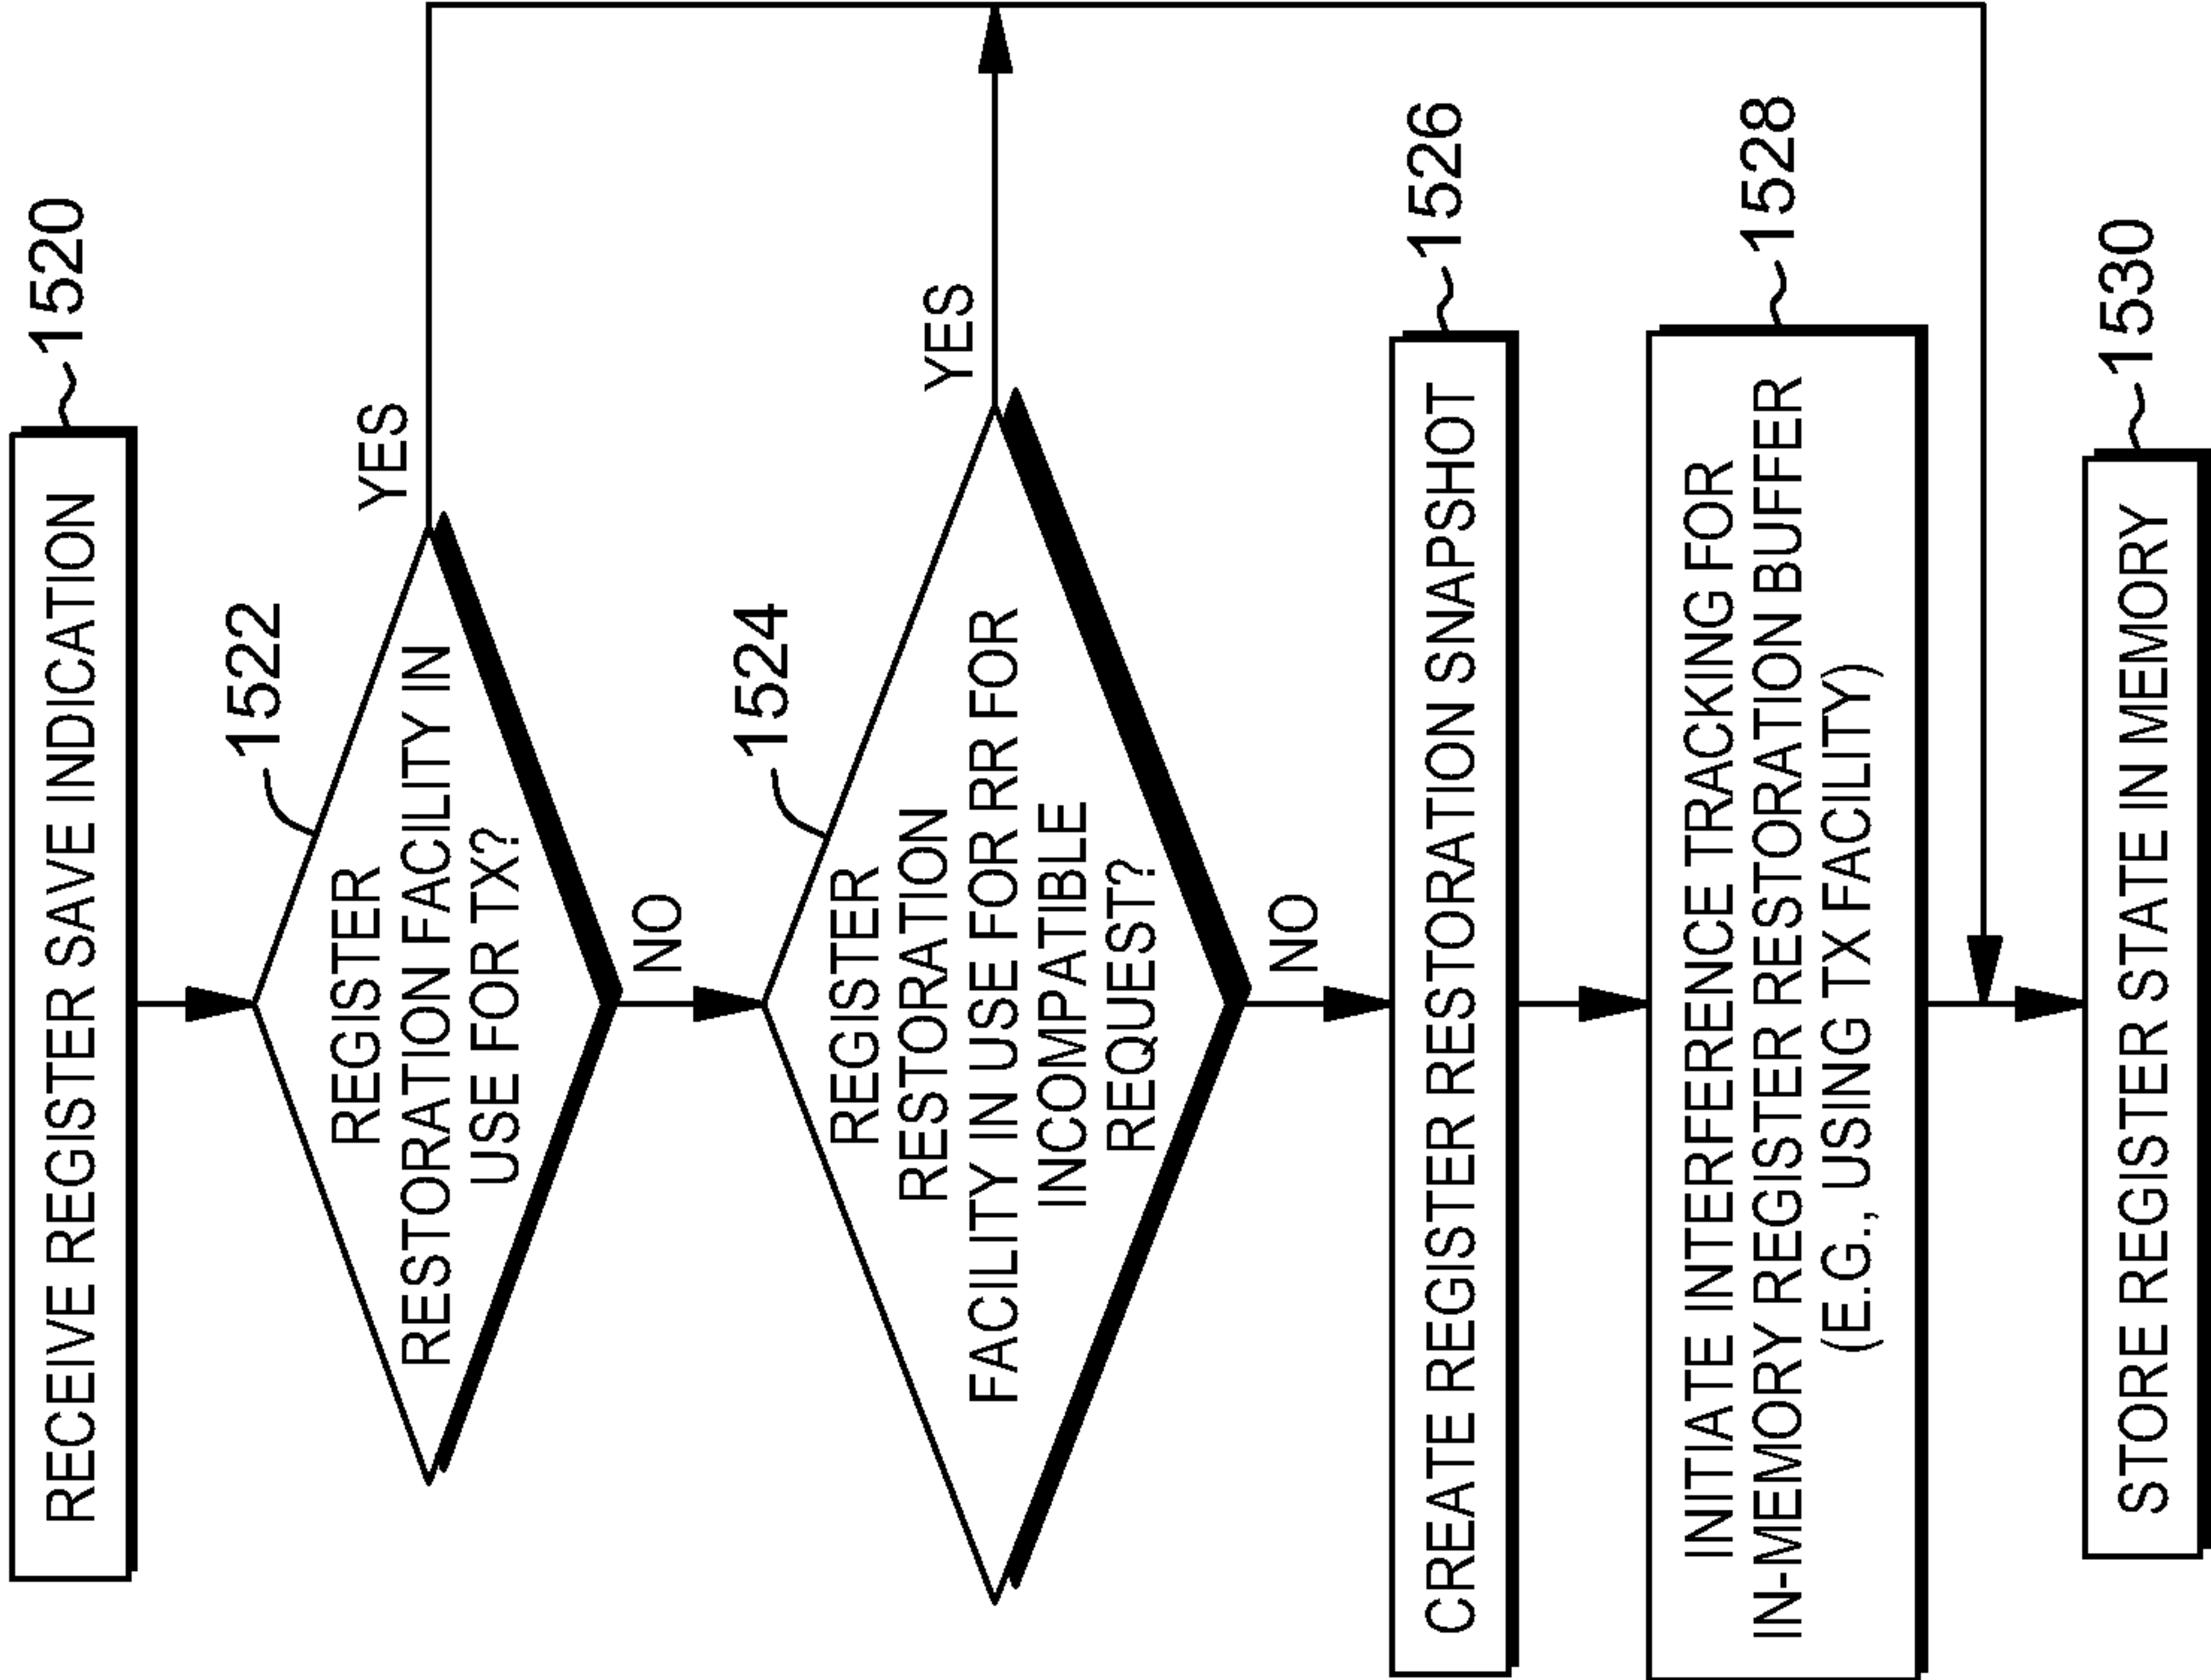 RECEIVE REGISTER SAVE INDICATION
1520
1522
REGISTER
RESTORATION FACILITY IN
USE FOR TX?
YES
NO
1524
REGISTER
RESTORATION
FACILITY IN USE FOR RR FOR
INCOMPATIBLE
REQUEST?
YES
NO
CREATE REGISTER RESTORATION SNAPSHOT
1526
INITIATE INTERFERENCE TRACKING FOR
IN-MEMORY REGISTER RESTORATION BUFFER
(E.G., USING TX FACILITY)
1528
STORE REGISTER STATE IN MEMORY
1530